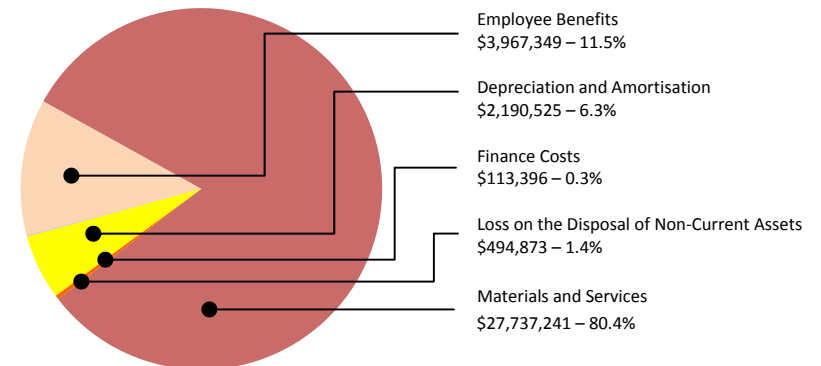 Employee Benefits
$3,967,349 – 11.5%
Depreciation and Amortisation
$2,190,525 – 6.3%
Finance Costs
$113,396 – 0.3%
Loss on the Disposal of Non-Current Assets
$494,873 – 1.4%
Materials and Services
$27,737,241 – 80.4%